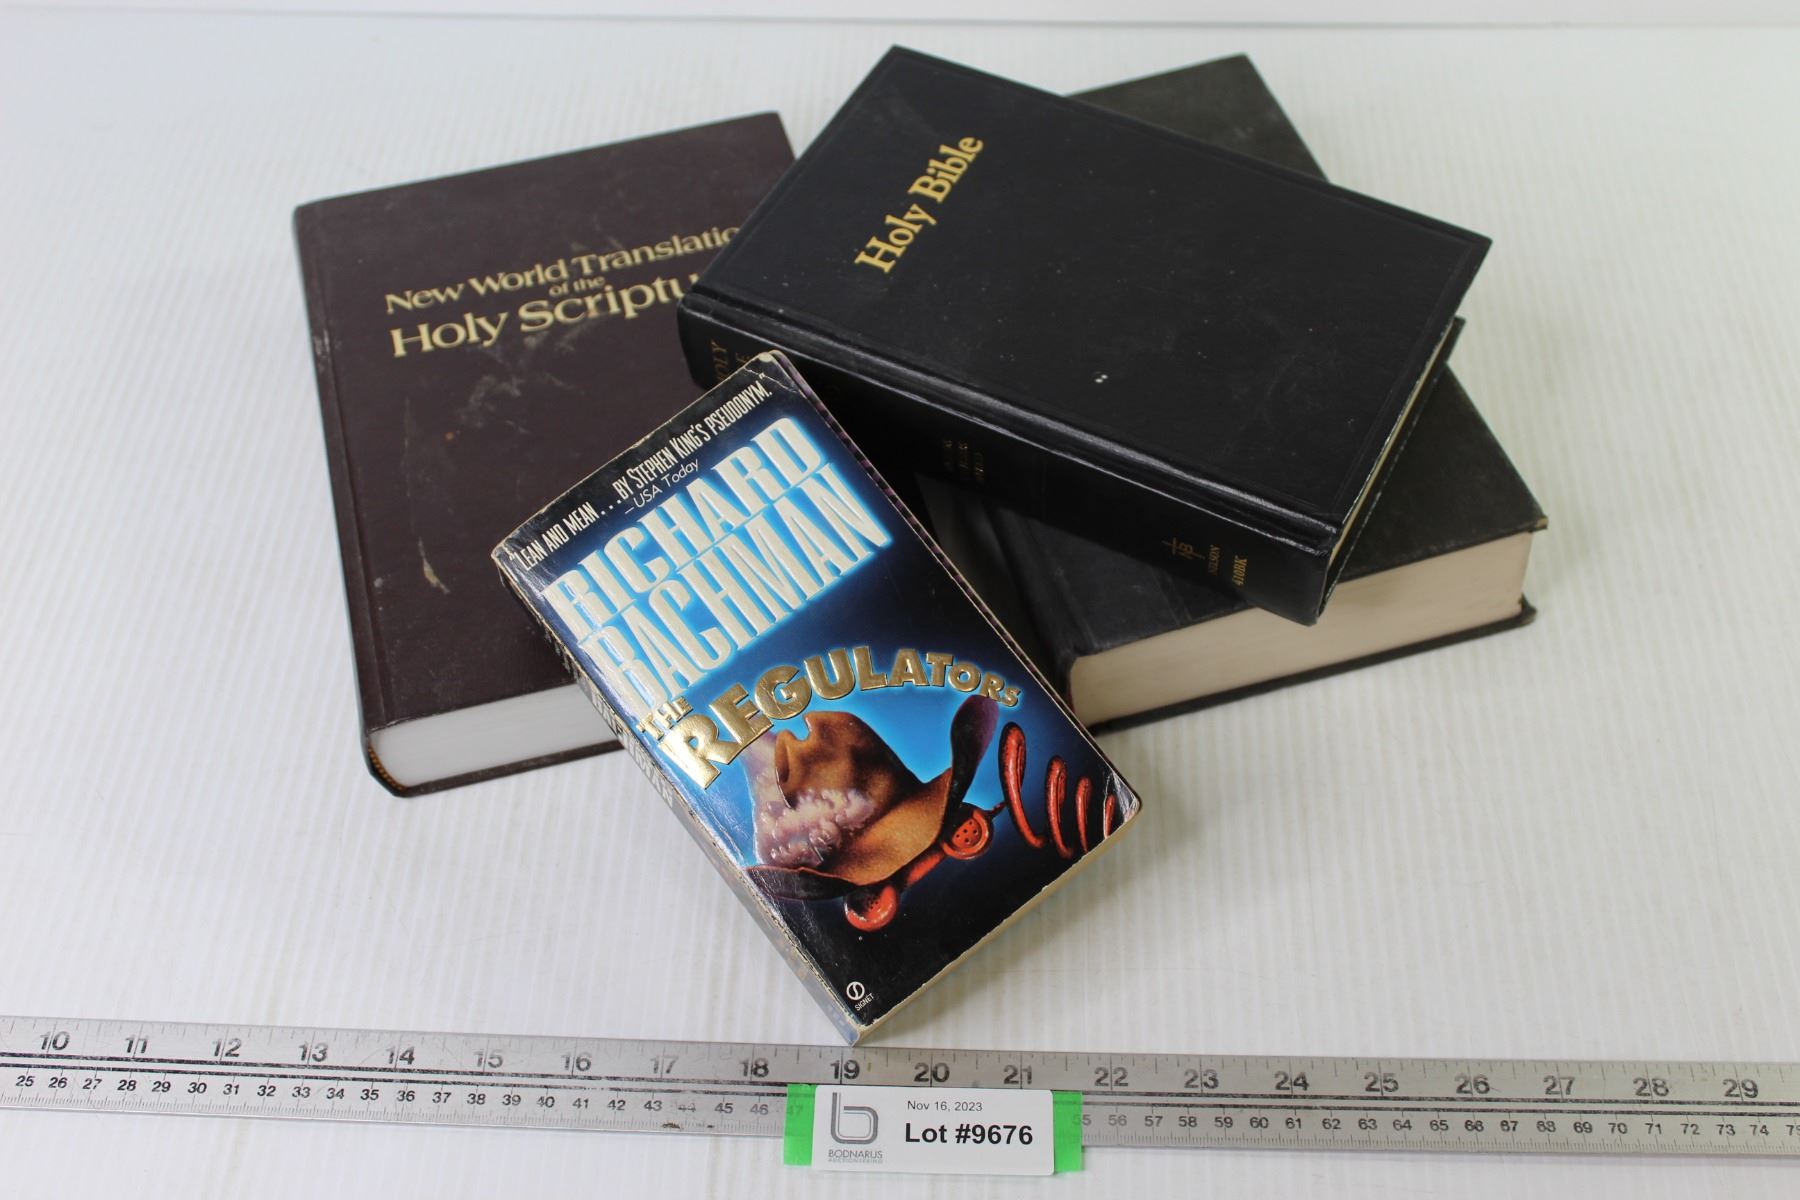 New World Translatio
of the
Holy Scriptu
Holy Bible
NELSON
410BK
"LEAN AND MEAN . . . BY STEPHEN KING'S PSEUDONYM."
—USA Today
RICHARD
BACHMAN
THE
REGULATORS
SIGNET
10 11 12 13 14 15 16 17 18 19 20 21 22 23 24 25 26 27 28 29
25 26 27 28 29 30 31 32 33 34 35 36 37 38 39 40 41 42 43 44 45 46 47 55 56 57 58 59 60 61 62 63 64 65 66 67 68 69 70 71 72 73 74
Nov 16, 2023
Lot #9676
b
BODNARUS
AUCTIONEERING